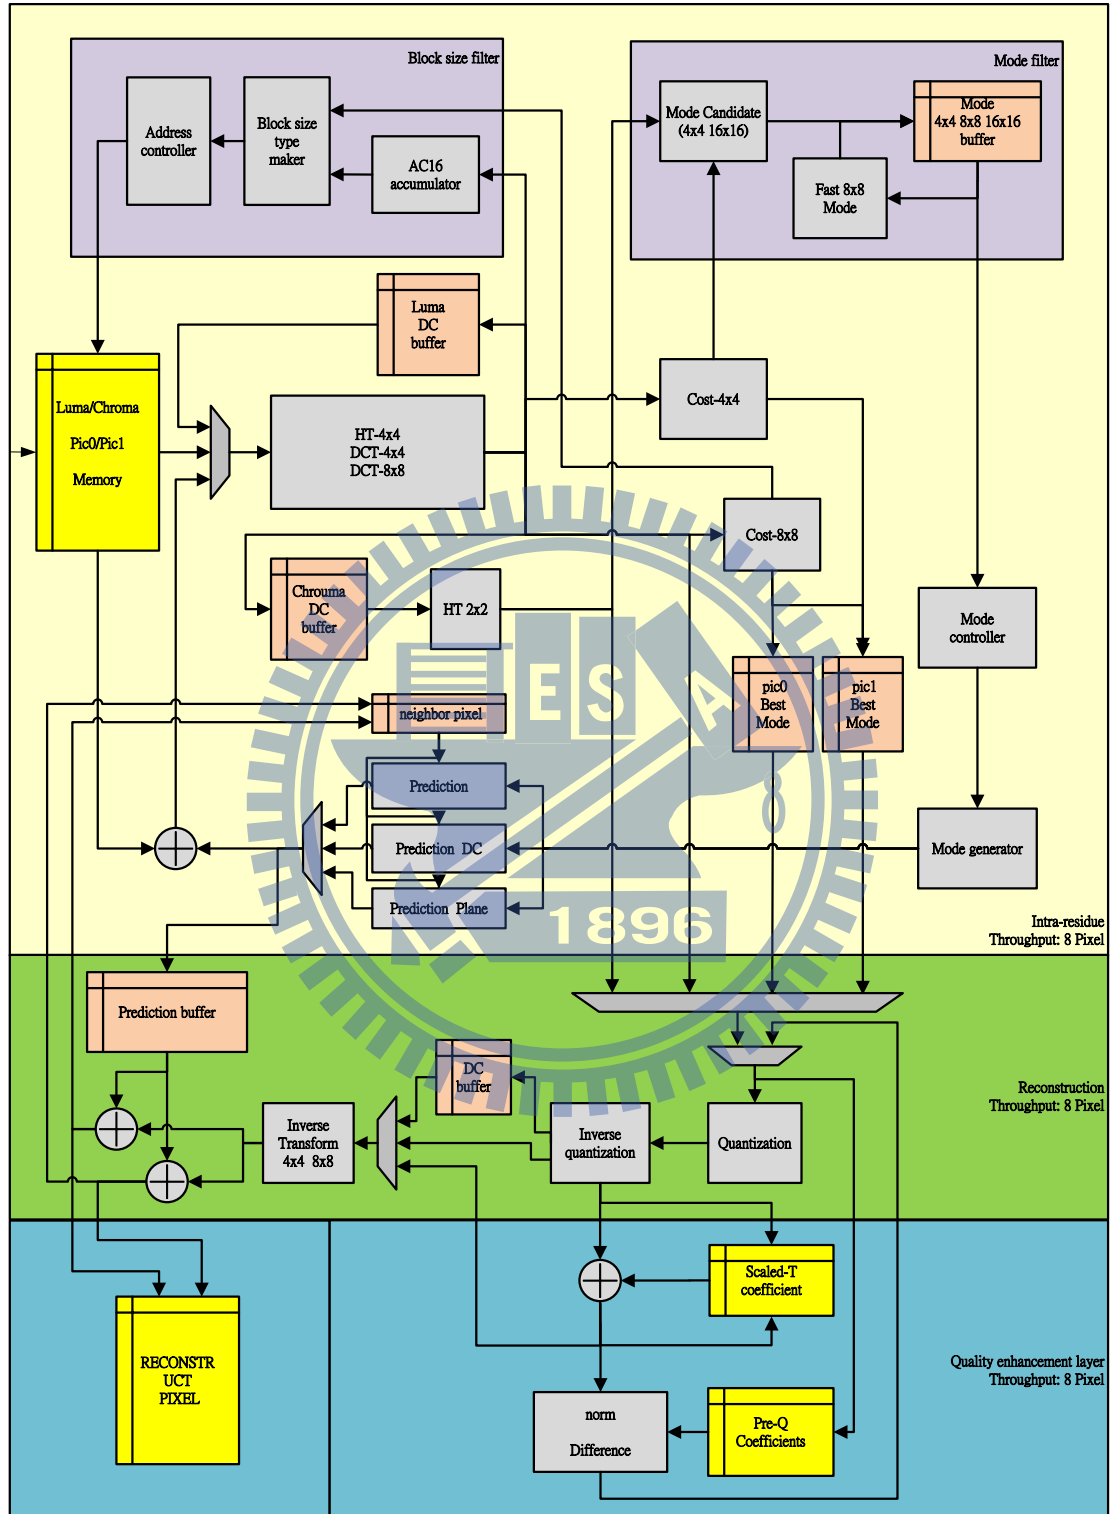 Block size filter
Mode filter
Address
controller
Block size
type
maker
AC16
accumulator
Mode Candidate
(4x4 16x16)
Mode
4x4 8x8 16x16
buffer
Fast 8x8
Mode
Luma
DC
buffer
Luma/Chroma
Pic0/Pic1
Memory
HT-4x4
DCT-4x4
DCT-8x8
Cost-4x4
Cost-8x8
Chrouma
DC
buffer
HT 2x2
Mode
controller
pic0
Best
Mode
pic1
Best
Mode
neighbor pixel
Prediction
Prediction DC
Prediction Plane
Mode generator
ES A
1896
Intra-residue
Throughput: 8 Pixel
Prediction buffer
DC
buffer
Inverse
Transform
4x4 8x8
Inverse
quantization
Quantization
Reconstruction
Throughput: 8 Pixel
Scaled-T
coefficient
RECONSTR
UCT
PIXEL
Quality enhancement layer
Throughput: 8 Pixel
norm
Difference
Pre-Q
Coefficients